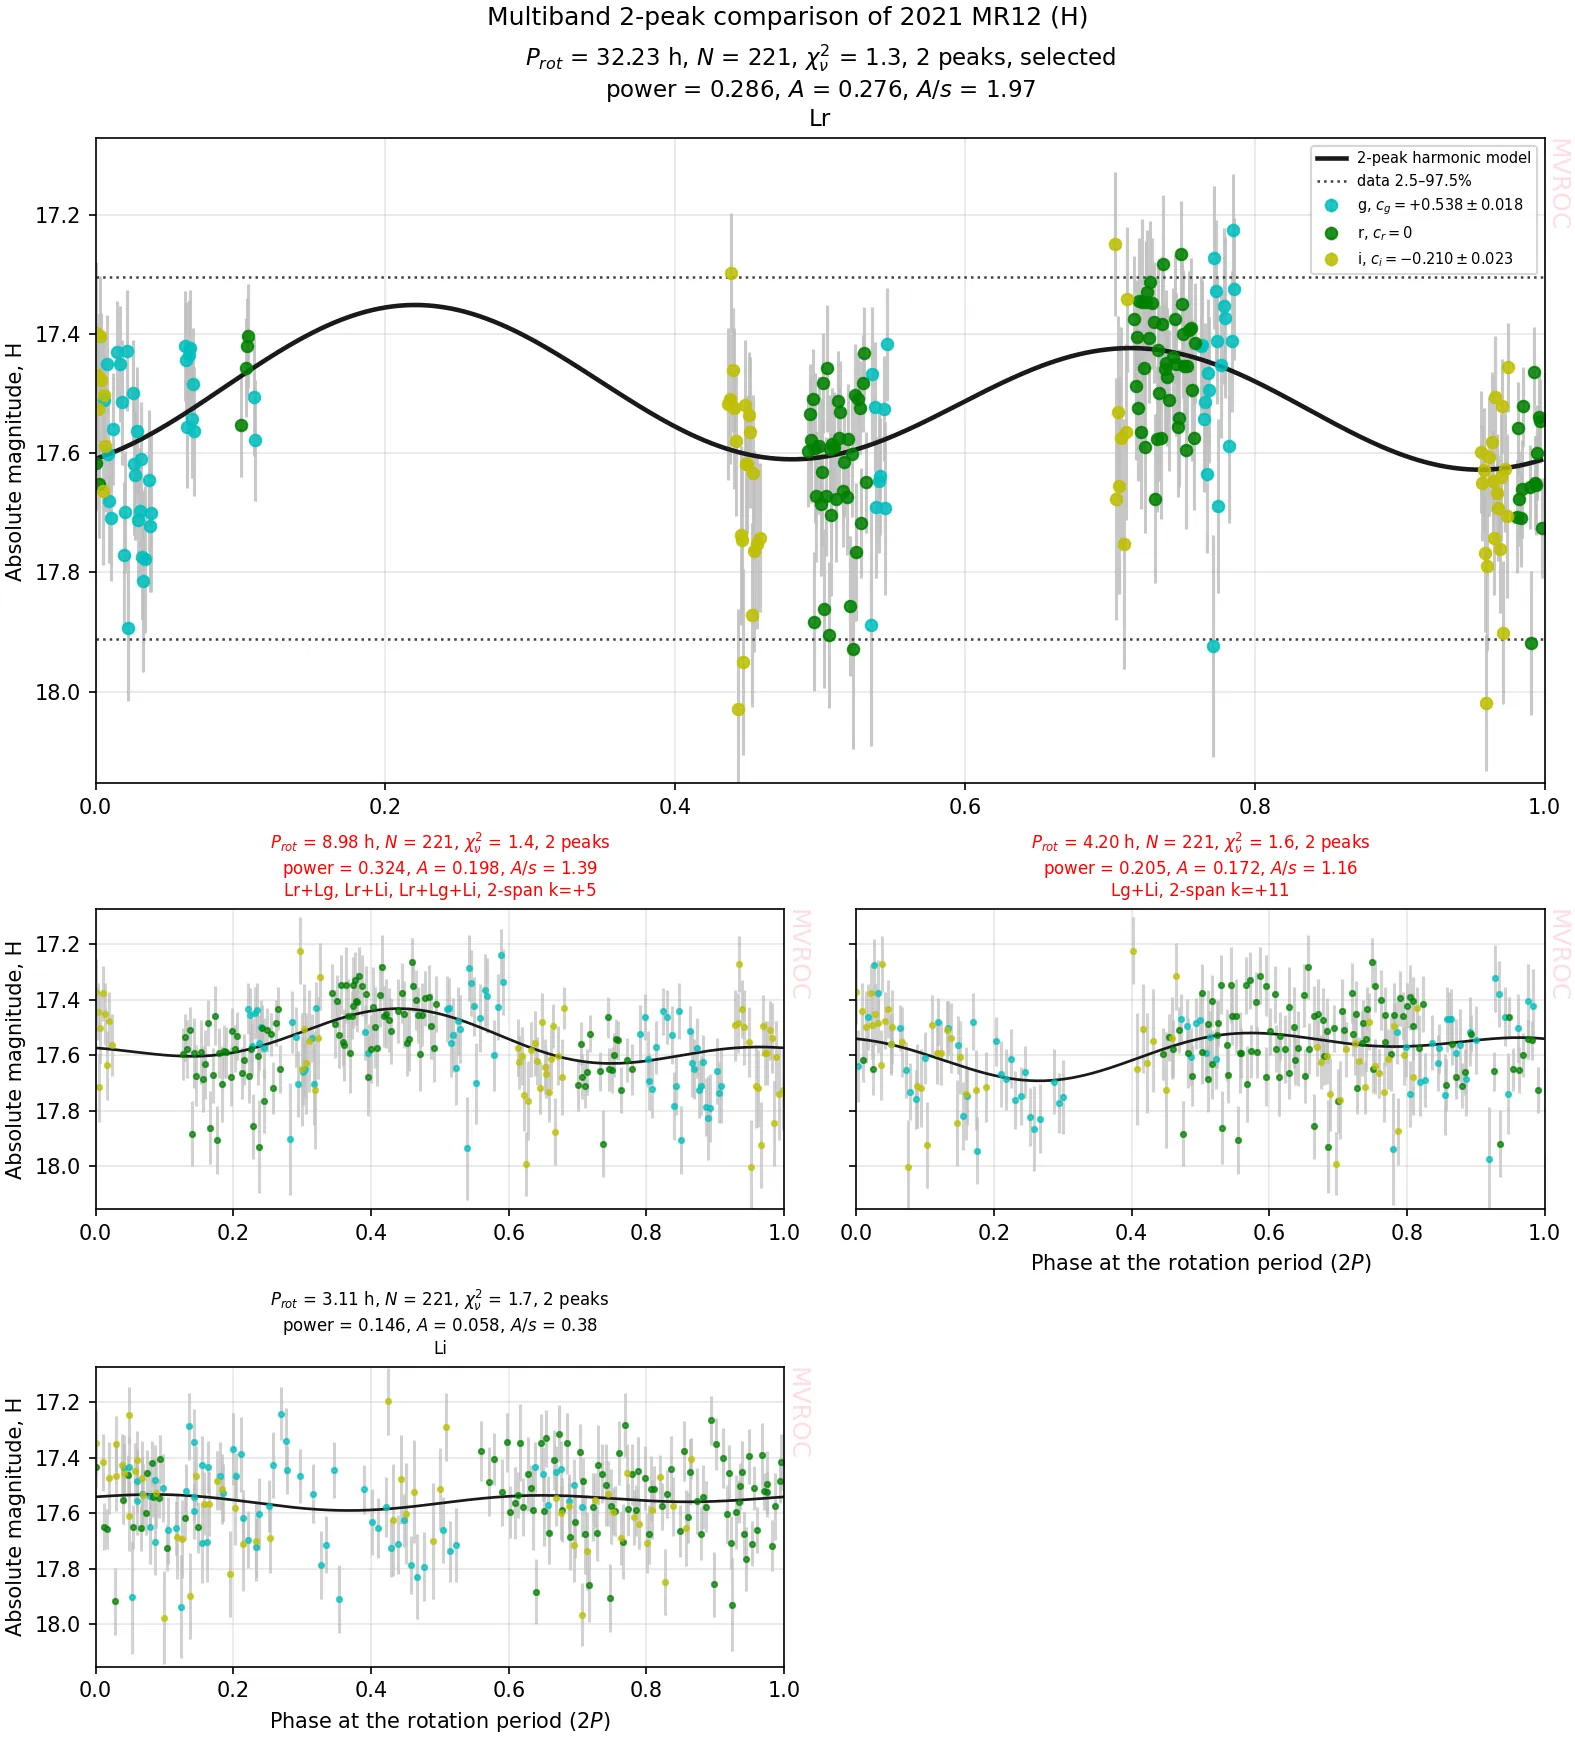 Multiband 2-peak comparison of 2021 MR12 (H)
P_rot = 32.23 h, N = 221, χ²_ν = 1.3, 2 peaks, selected
power = 0.286, A = 0.276, A/s = 1.97
Lr
2-peak harmonic model
data 2.5–97.5%
g, c_g = +0.538 ± 0.018
r, c_r = 0
i, c_i = −0.210 ± 0.023
MVROC
Absolute magnitude, H
17.2
17.4
17.6
17.8
18.0
0.0 0.2 0.4 0.6 0.8 1.0
P_rot = 8.98 h, N = 221, χ²_ν = 1.4, 2 peaks
power = 0.324, A = 0.198, A/s = 1.39
Lr+Lg, Lr+Li, Lr+Lg+Li, 2-span k=+5
MVROC
Absolute magnitude, H
17.2
17.4
17.6
17.8
18.0
0.0 0.2 0.4 0.6 0.8 1.0
P_rot = 4.20 h, N = 221, χ²_ν = 1.6, 2 peaks
power = 0.205, A = 0.172, A/s = 1.16
Lg+Li, 2-span k=+11
MVROC
0.0 0.2 0.4 0.6 0.8 1.0
Phase at the rotation period (2P)
P_rot = 3.11 h, N = 221, χ²_ν = 1.7, 2 peaks
power = 0.146, A = 0.058, A/s = 0.38
Li
MVROC
Absolute magnitude, H
17.2
17.4
17.6
17.8
18.0
0.0 0.2 0.4 0.6 0.8 1.0
Phase at the rotation period (2P)